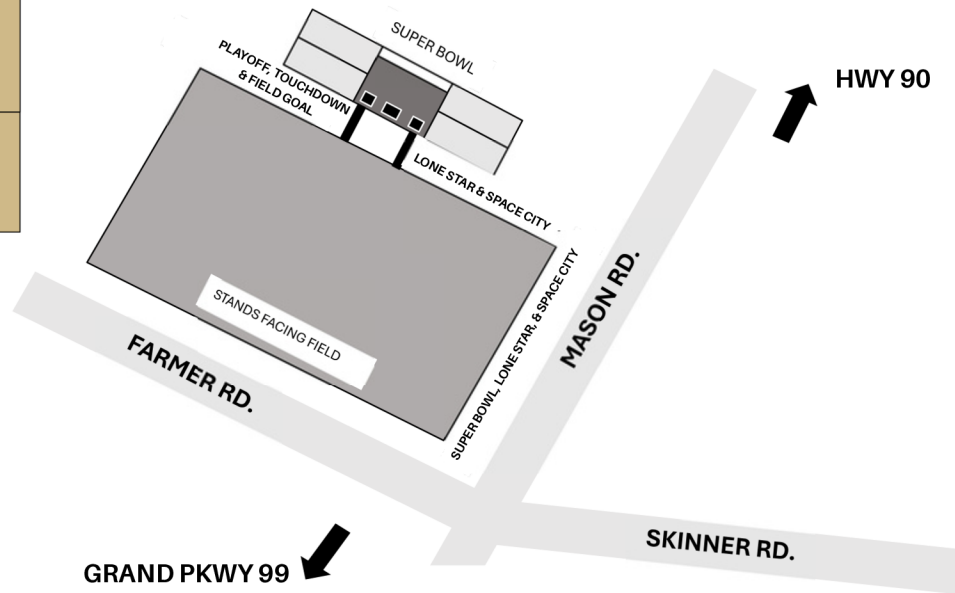 SUPER BOWL
HWY 90
PLAYOFF, TOUCHDOWN
& FIELD GOAL
LONE STAR & SPACE CITY
SUPER BOWL, LONE STAR, & SPACE CITY
MASON RD.
STANDS FACING FIELD
FARMER RD.
SKINNER RD.
GRAND PKWY 99